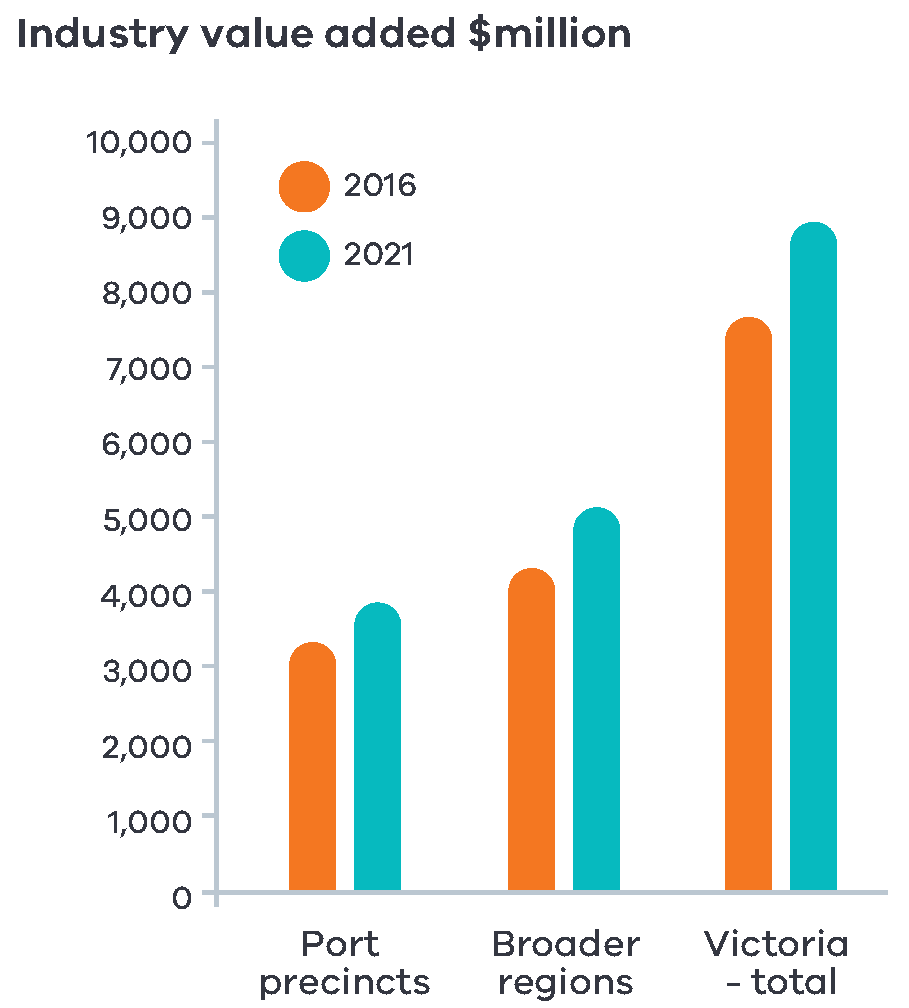 Industry value added $million
10,000
9,000
8,000
7,000
6,000
5,000
4,000
3,000
2,000
1,000
0
2016
2021
Port
precincts
Broader
regions
Victoria
- total